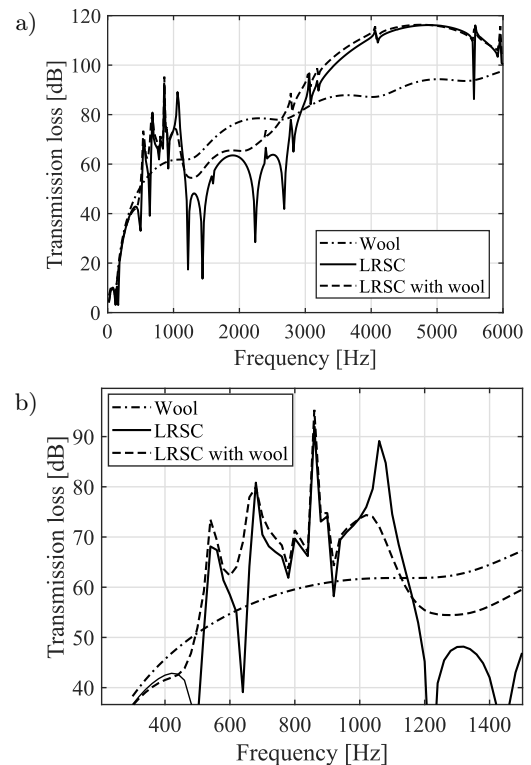 a)
Transmission loss [dB]
120
100
80
60
40
20
0
Wool
LRSC
LRSC with wool
0 1000 2000 3000 4000 5000 6000
Frequency [Hz]
b)
Transmission loss [dB]
Wool
LRSC
LRSC with wool
90
80
70
60
50
40
400 600 800 1000 1200 1400
Frequency [Hz]